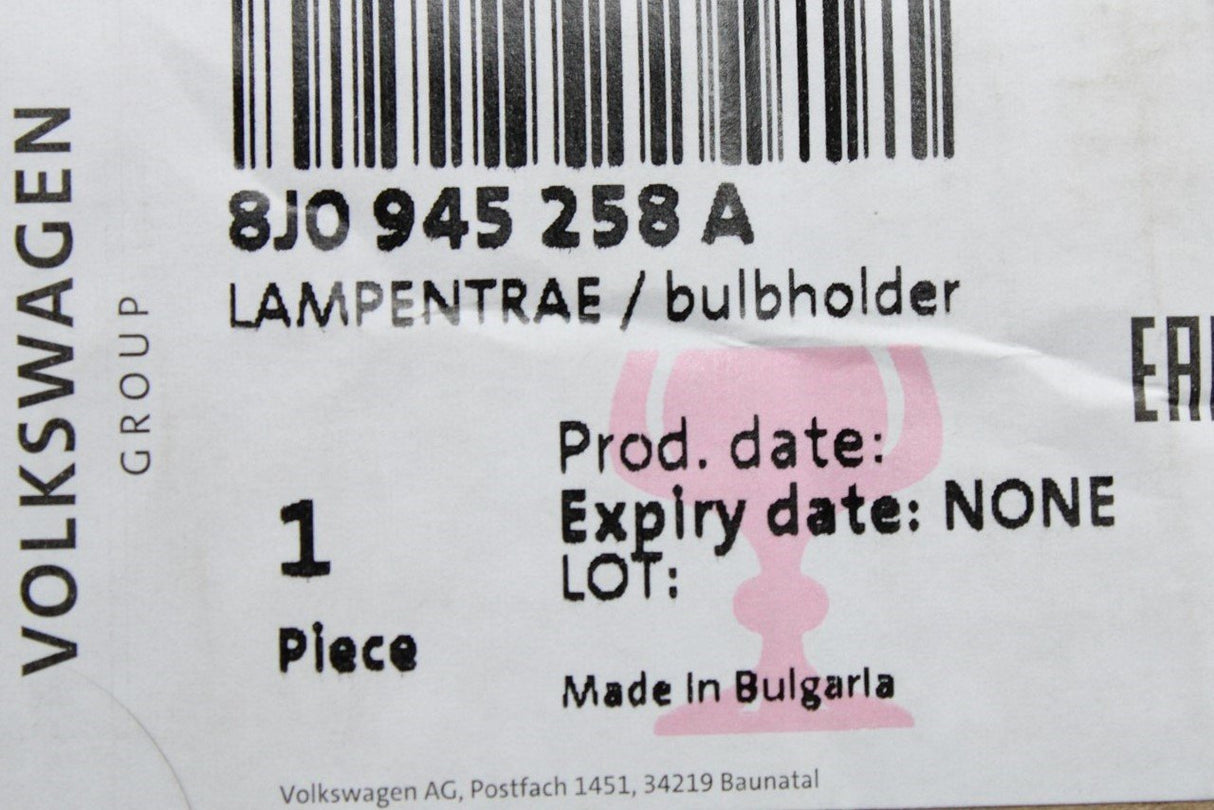 VOLKSWAGEN
GROUP
8J0 945 258 A
LAMPENTRAE / bulbholder
Prod. date:
Expiry date: NONE
LOT:
1
Piece
Made in Bulgaria
Volkswagen AG, Postfach 1451, 34219 Baunatal